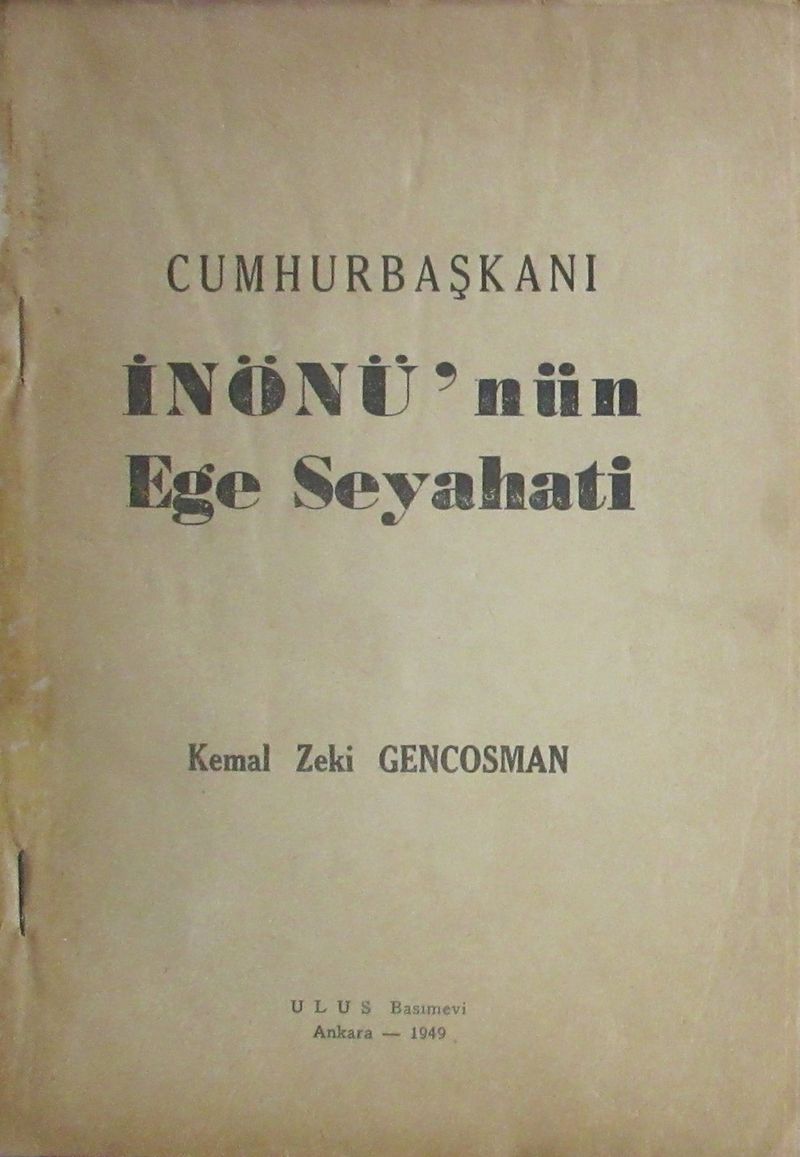 CUMHURBAŞKANI
İNÖNÜ'nün
Ege Seyahati
Kemal Zeki GENCOSMAN
ULUS Basımevi
Ankara — 1949